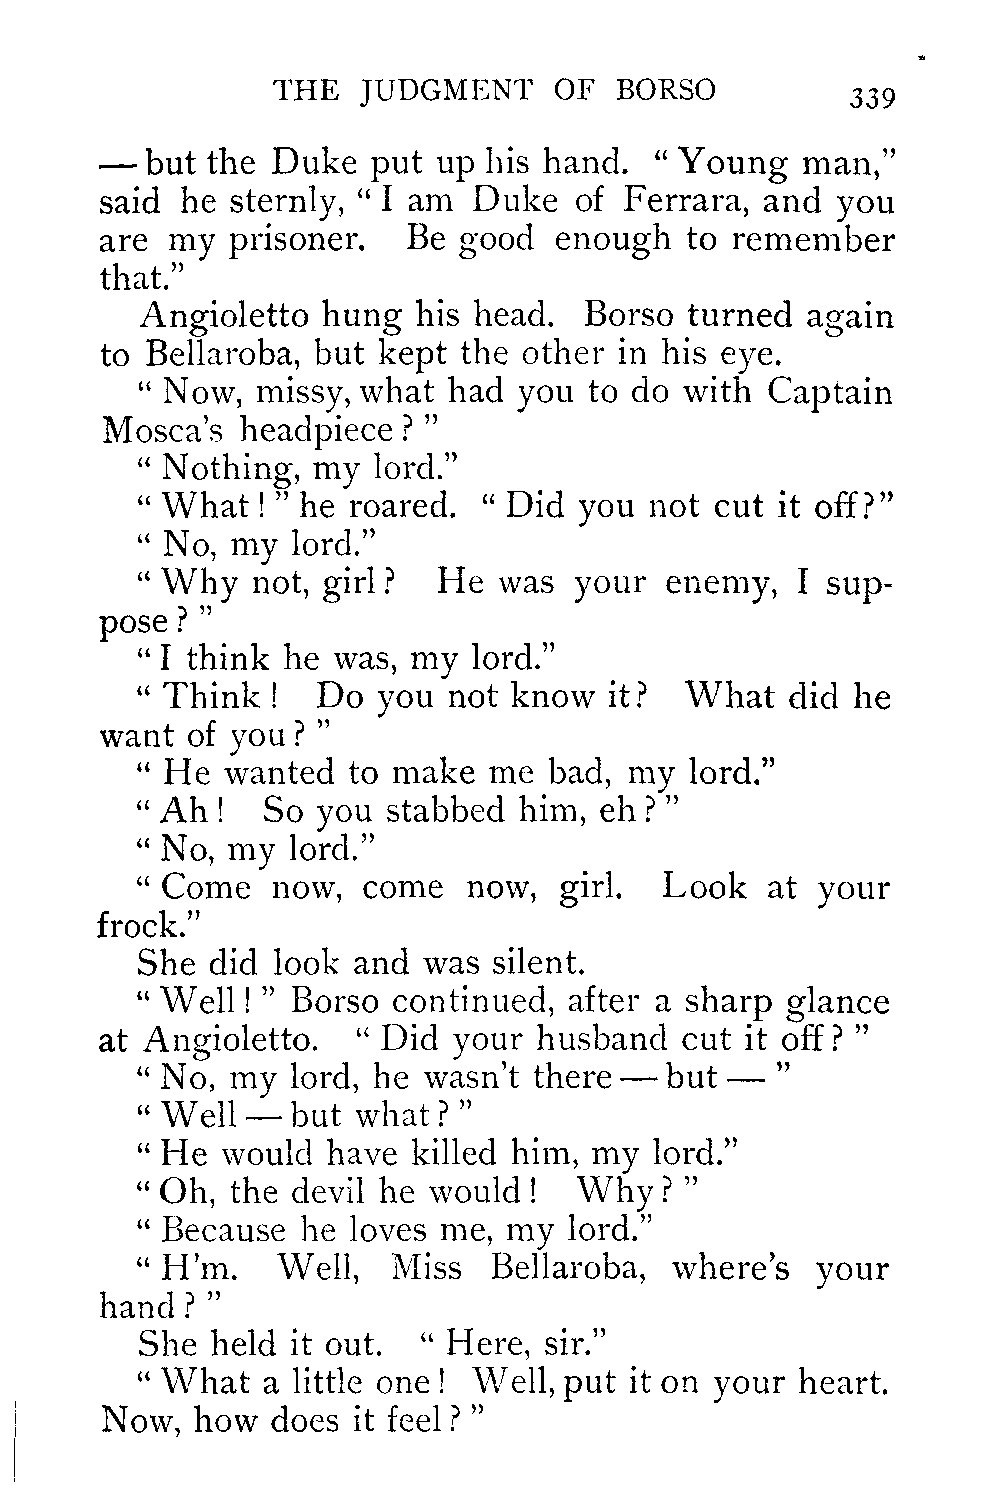 THE JUDGMENT OF BORSO 339
— but the Duke put up his hand. “ Young man,”
said he sternly, “ I am Duke of Ferrara, and you
are my prisoner. Be good enough to remember
that.”
Angioletto hung his head. Borso turned again
to Bellaroba, but kept the other in his eye.
“ Now, missy, what had you to do with Captain
Mosca’s headpiece ? ”
“ Nothing, my lord.”
“ What ! ” he roared. “ Did you not cut it off ?”
“ No, my lord.”
“ Why not, girl ? He was your enemy, I sup-
pose ? ”
“ I think he was, my lord.”
“ Think ! Do you not know it ? What did he
want of you ? ”
“ He wanted to make me bad, my lord.”
“ Ah ! So you stabbed him, eh ? ”
“ No, my lord.”
“ Come now, come now, girl. Look at your
frock.”
She did look and was silent.
“ Well ! ” Borso continued, after a sharp glance
at Angioletto. “ Did your husband cut it off ? ”
“ No, my lord, he wasn’t there — but — ”
“ Well — but what ? ”
“ He would have killed him, my lord.”
“ Oh, the devil he would ! Why ? ”
“ Because he loves me, my lord.”
“ H’m. Well, Miss Bellaroba, where’s your
hand ? ”
She held it out. “ Here, sir.”
“ What a little one ! Well, put it on your heart.
Now, how does it feel ? ”